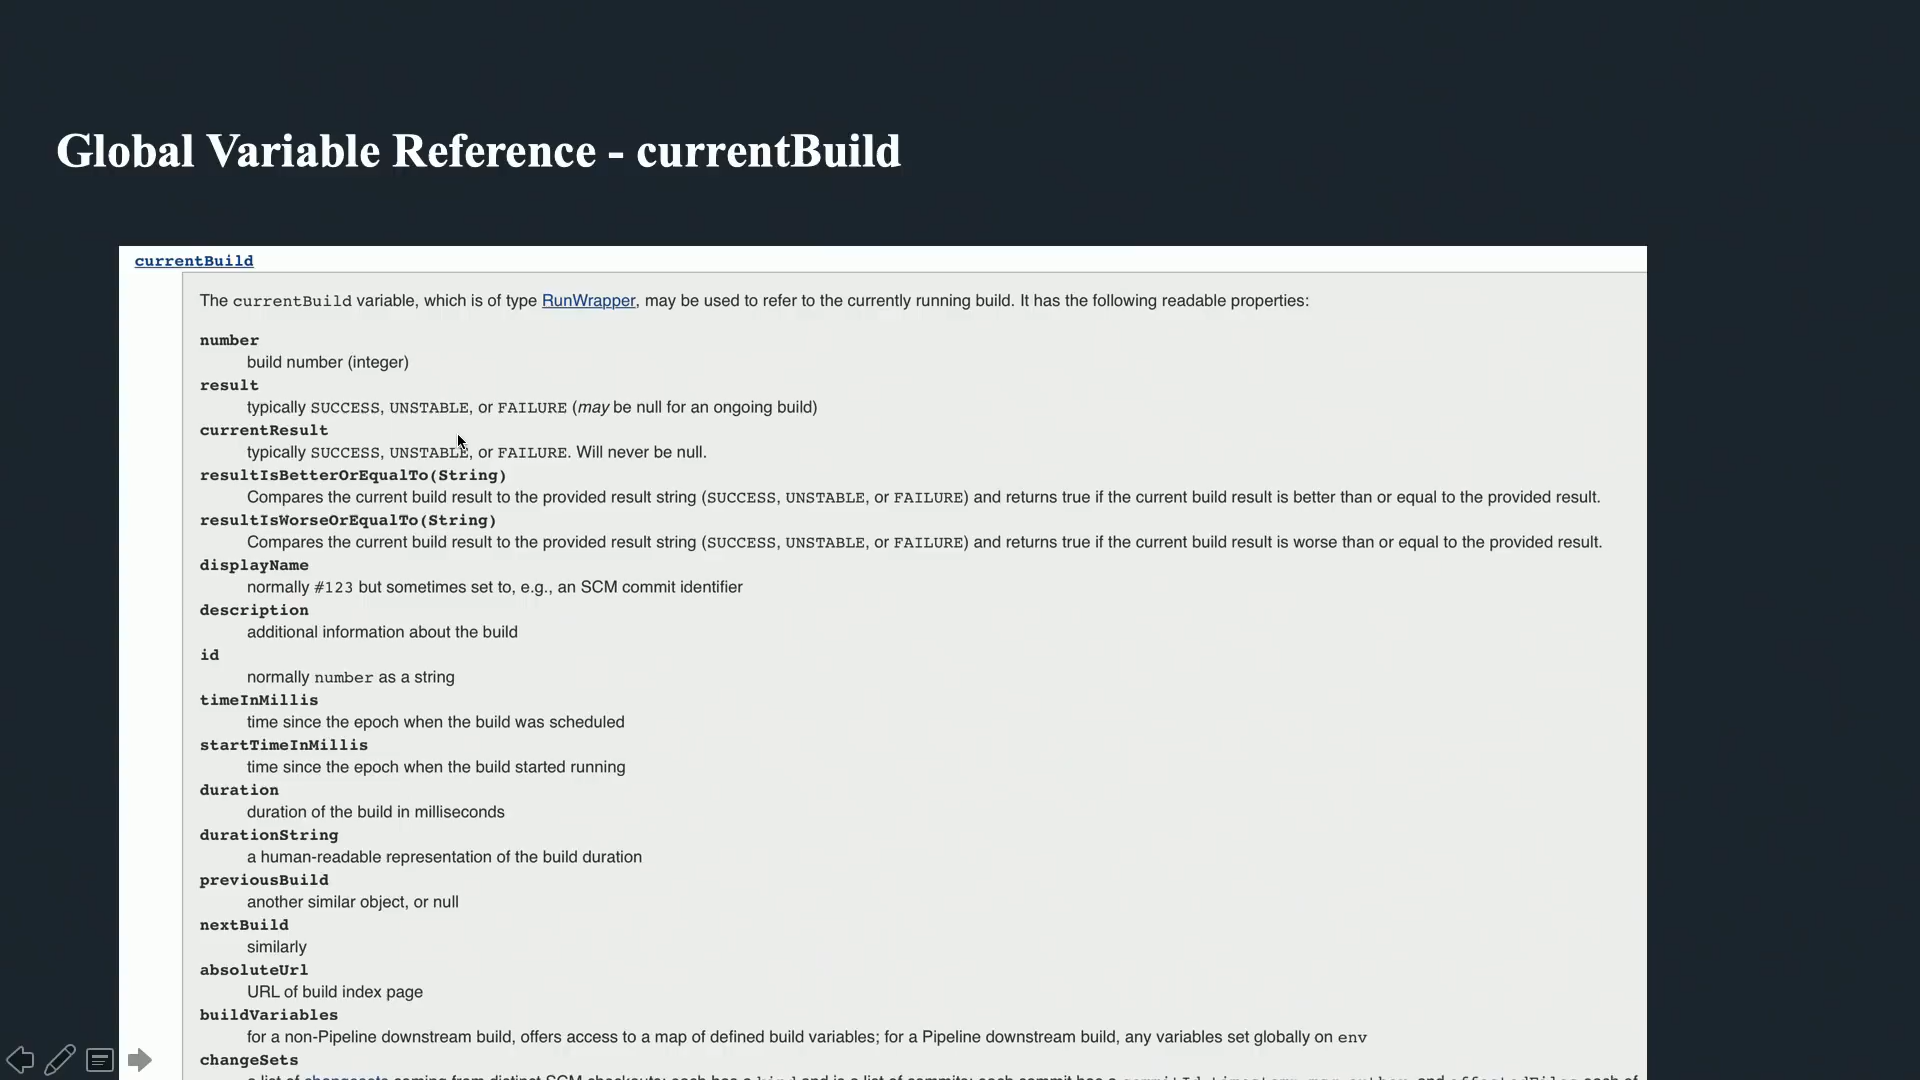 Global Variable Reference - currentBuild
currentBuild
The currentBuild variable, which is of type RunWrapper, may be used to refer to the currently running build. It has the following readable properties:
number
build number (integer)
result
typically SUCCESS, UNSTABLE, or FAILURE (may be null for an ongoing build)
currentResult
typically SUCCESS, UNSTABLE, or FAILURE. Will never be null.
resultIsBetterOrEqualTo(String)
Compares the current build result to the provided result string (SUCCESS, UNSTABLE, or FAILURE) and returns true if the current build result is better than or equal to the provided result.
resultIsWorseOrEqualTo(String)
Compares the current build result to the provided result string (SUCCESS, UNSTABLE, or FAILURE) and returns true if the current build result is worse than or equal to the provided result.
displayName
normally #123 but sometimes set to, e.g., an SCM commit identifier
description
additional information about the build
id
normally number as a string
timeInMillis
time since the epoch when the build was scheduled
startTimeInMillis
time since the epoch when the build started running
duration
duration of the build in milliseconds
durationString
a human-readable representation of the build duration
previousBuild
another similar object, or null
nextBuild
similarly
absoluteUrl
URL of build index page
buildVariables
for a non-Pipeline downstream build, offers access to a map of defined build variables; for a Pipeline downstream build, any variables set globally on env
changeSets